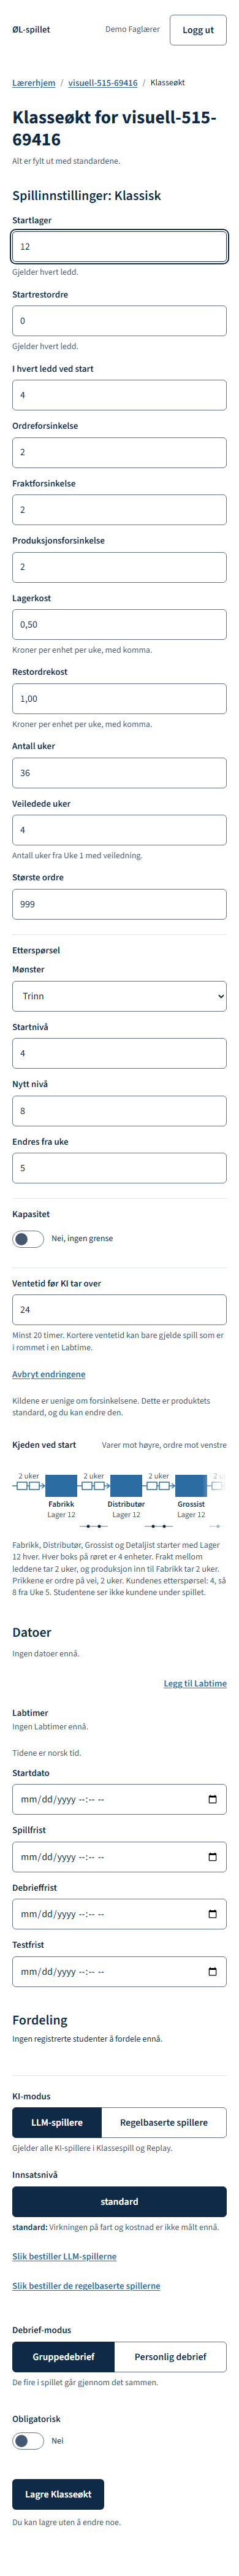 ØL-spillet
Demo Faglærer
Logg ut
Lærerhjem / visuell-515-69416 / Klasseøkt
Klasseøkt for visuell-515-
69416
Alt er fylt ut med standardene.
Spillinnstillinger: Klassisk
Startlager
12
Gjelder hvert ledd.
Startrestordre
0
Gjelder hvert ledd.
I hvert ledd ved start
4
Ordreforsinkelse
2
Fraktforsinkelse
2
Produksjonsforsinkelse
2
Lagerkost
0,50
Kroner per enhet per uke, med komma.
Restordrekost
1,00
Kroner per enhet per uke, med komma.
Antall uker
36
Veiledede uker
4
Antall uker fra Uke 1 med veiledning.
Største ordre
999
Etterspørsel
Mønster
Trinn
Startnivå
4
Nytt nivå
8
Endres fra uke
5
Kapasitet
Nei, ingen grense
Ventetid før KI tar over
24
Minst 20 timer. Kortere ventetid kan bare gjelde spill som er
i rommet i en Labtime.
Avbryt endringene
Kildene er uenige om forsinkelsene. Dette er produktets
standard, og du kan endre den.
Kjeden ved start
Varer mot høyre, ordre mot venstre
2 uker 2 uker 2 uker 2 u
Fabrikk Distributør Grossist
Lager 12 Lager 12 Lager 12
Fabrikk, Distributør, Grossist og Detaljist starter med Lager
12 hver. Hver boks på røret er 4 enheter. Frakt mellom
leddene tar 2 uker, og produksjon inn til Fabrikk tar 2 uker.
Prikkene er ordre på vei, 2 uker. Kundenes etterspørsel: 4, så
8 fra Uke 5. Studentene ser ikke kundene under spillet.
Datoer
Ingen datoer ennå.
Legg til Labtime
Labtimer
Ingen Labtimer ennå.
Tidene er norsk tid.
Startdato
mm/dd/yyyy --:-- --
Spillfrist
mm/dd/yyyy --:-- --
Debrieffrist
mm/dd/yyyy --:-- --
Testfrist
mm/dd/yyyy --:-- --
Fordeling
Ingen registrerte studenter å fordele ennå.
KI-modus
LLM-spillere Regelbaserte spillere
Gjelder alle KI-spillere i Klassespill og Replay.
Innsatsnivå
standard
standard: Virkningen på fart og kostnad er ikke målt ennå.
Slik bestiller LLM-spillerne
Slik bestiller de regelbaserte spillerne
Debrief-modus
Gruppedebrief Personlig debrief
De fire i spillet går gjennom det sammen.
Obligatorisk
Nei
Lagre Klasseøkt
Du kan lagre uten å endre noe.